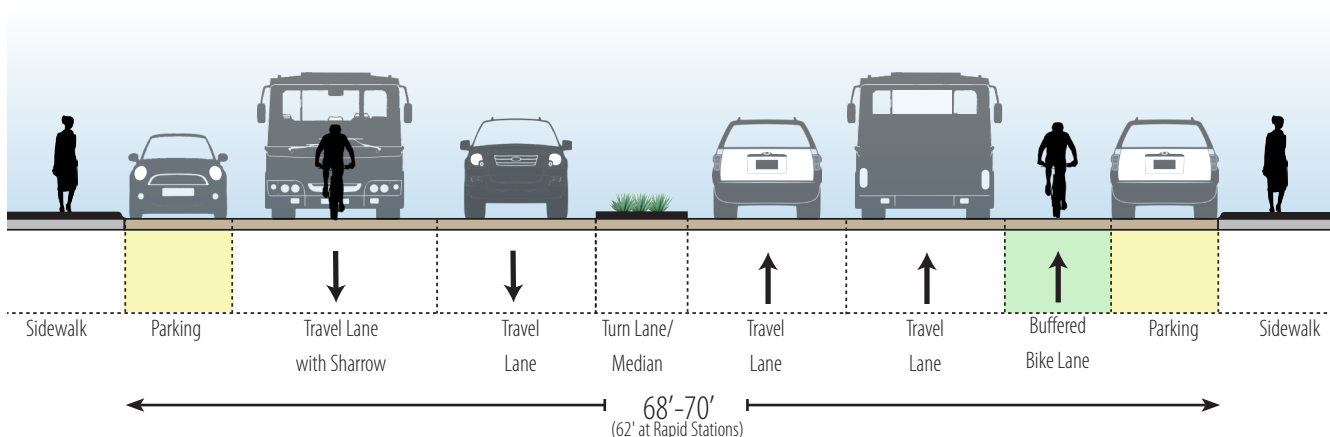 Sidewalk
Parking
Travel Lane
with Sharrow
Travel
Lane
Turn Lane/
Median
Travel
Lane
Travel
Lane
Buffered
Bike Lane
Parking
Sidewalk
68’-70’
(62' at Rapid Stations)